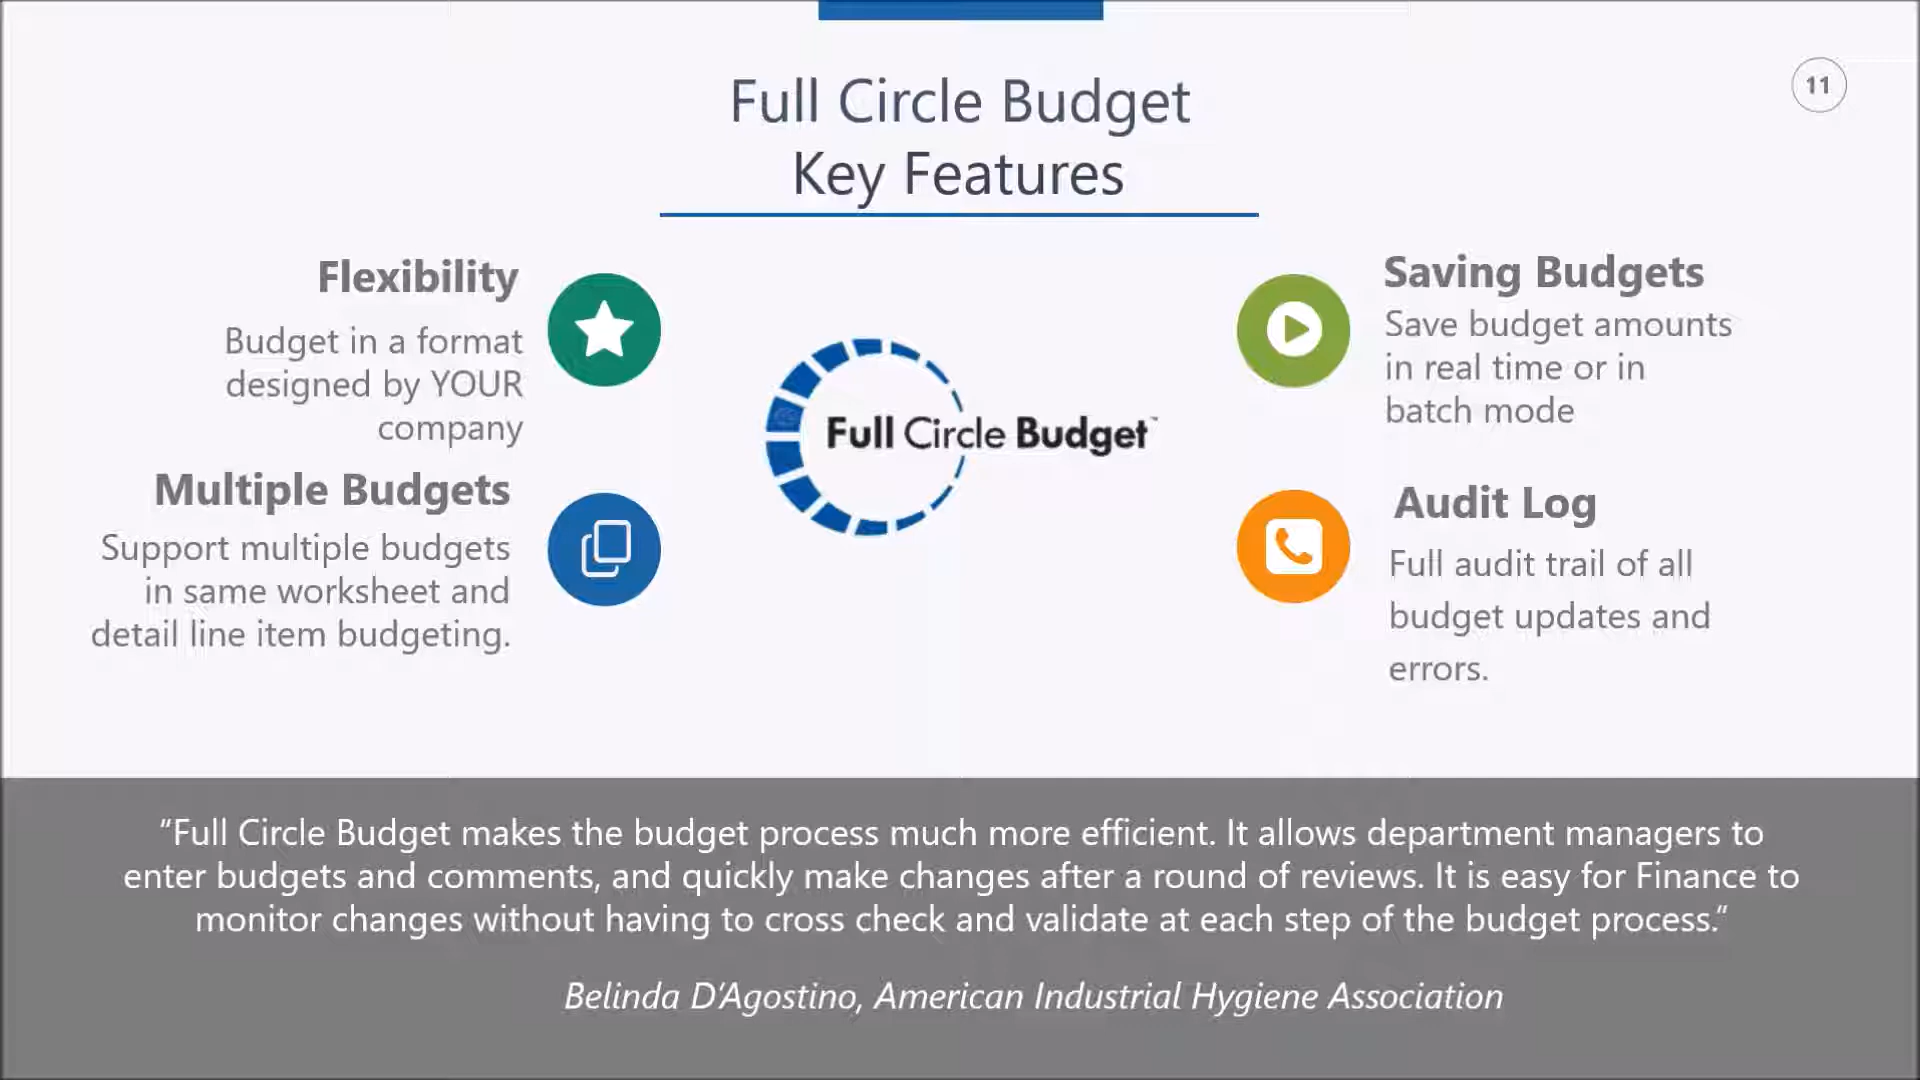 11
Full Circle Budget
Key Features
Flexibility
Budget in a format
designed by YOUR
company
Multiple Budgets
Support multiple budgets
in same worksheet and
detail line item budgeting.
Full Circle Budget™
Saving Budgets
Save budget amounts
in real time or in
batch mode
Audit Log
Full audit trail of all
budget updates and
errors.
“Full Circle Budget makes the budget process much more efficient. It allows department managers to
enter budgets and comments, and quickly make changes after a round of reviews. It is easy for Finance to
monitor changes without having to cross check and validate at each step of the budget process.”
Belinda D’Agostino, American Industrial Hygiene Association